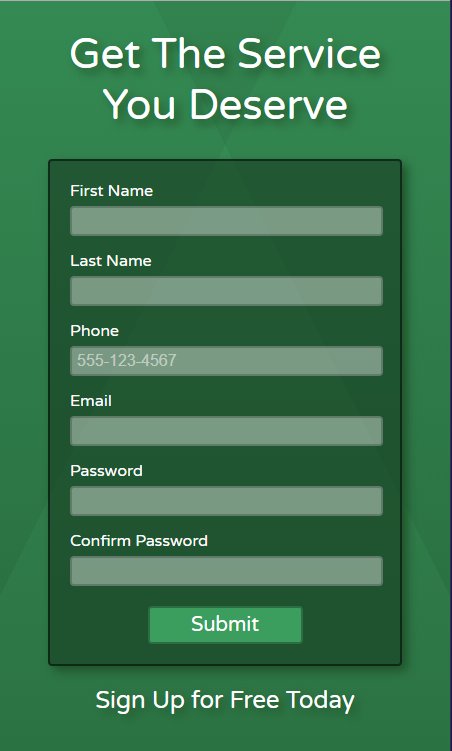 Get The Service
You Deserve
First Name
Last Name
Phone
555-123-4567
Email
Password
Confirm Password
Submit
Sign Up for Free Today